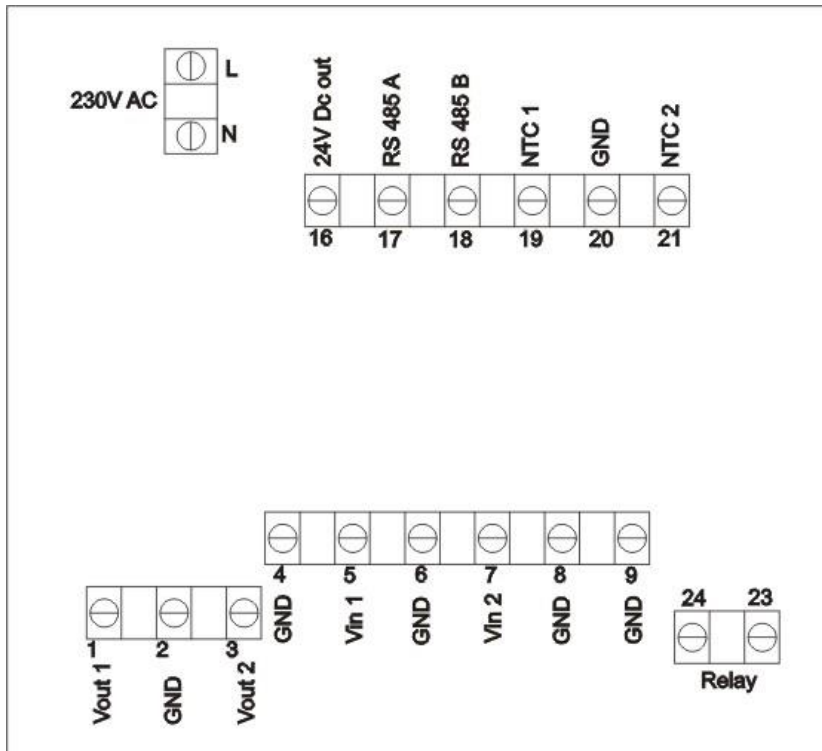 L
230V AC
N
24V Dc out
RS 485 A
RS 485 B
NTC 1
GND
NTC 2
16 17 18 19 20 21
4 5 6 7 8 9
GND
Vin 1
GND
Vin 2
GND
GND
1 2 3
Vout 1
GND
Vout 2
24 23
Relay